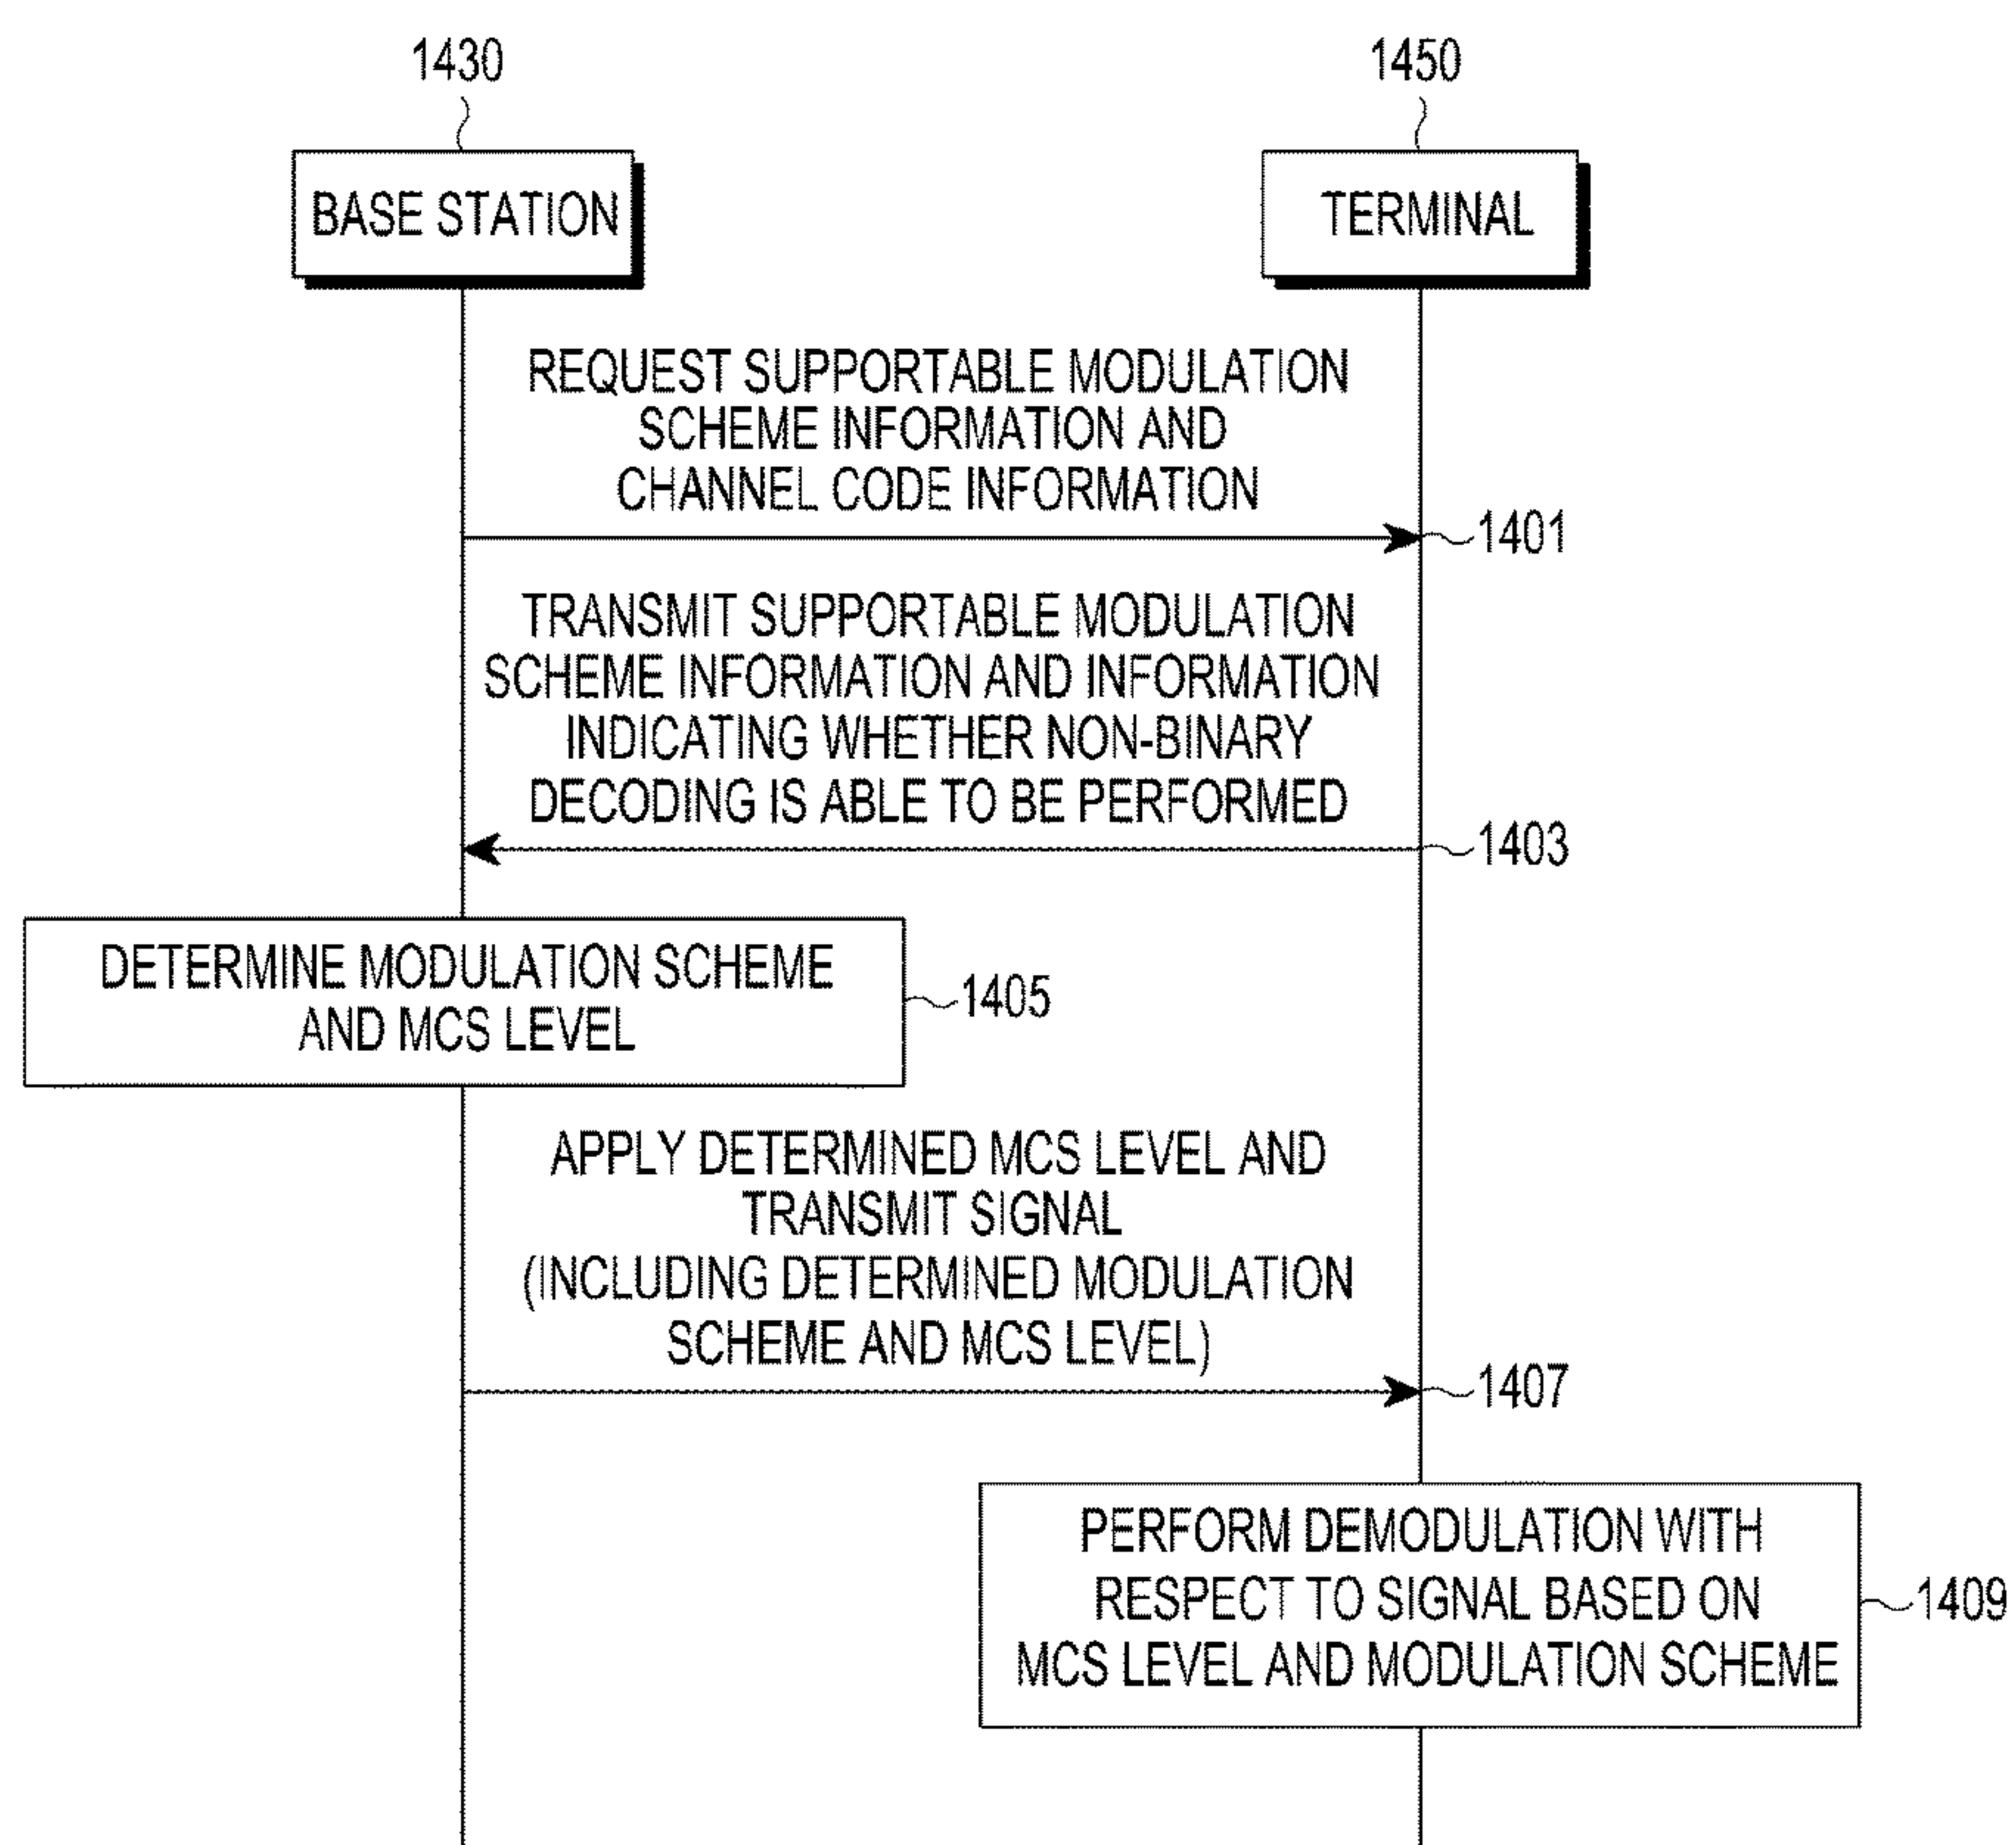 1430
1450
BASE STATION
TERMINAL
REQUEST SUPPORTABLE MODULATION
SCHEME INFORMATION AND
CHANNEL CODE INFORMATION
1401
TRANSMIT SUPPORTABLE MODULATION
SCHEME INFORMATION AND INFORMATION
INDICATING WHETHER NON-BINARY
DECODING IS ABLE TO BE PERFORMED
1403
DETERMINE MODULATION SCHEME
AND MCS LEVEL
1405
APPLY DETERMINED MCS LEVEL AND
TRANSMIT SIGNAL
(INCLUDING DETERMINED MODULATION
SCHEME AND MCS LEVEL)
1407
PERFORM DEMODULATION WITH
RESPECT TO SIGNAL BASED ON
MCS LEVEL AND MODULATION SCHEME
1409